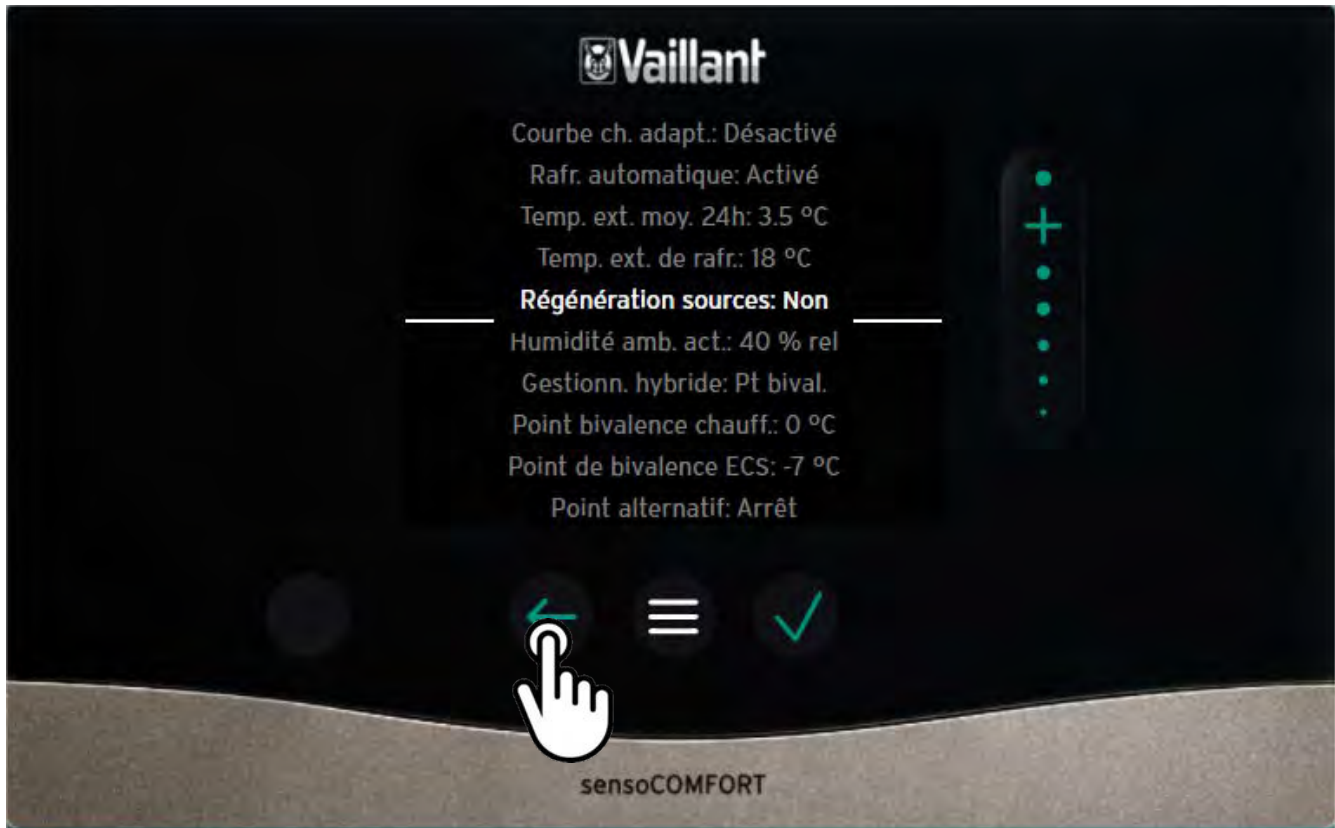 Vaillant
Courbe ch. adapt.: Désactivé
Rafr. automatique: Activé
Temp. ext. moy. 24h: 3.5 °C
Temp. ext. de rafr.: 18 °C
Régénération sources: Non
Humidité amb. act.: 40 % rel
Gestionn. hybride: Pt bival.
Point bivalence chauff.: 0 °C
Point de bivalence ECS: -7 °C
Point alternatif: Arrêt
sensoCOMFORT